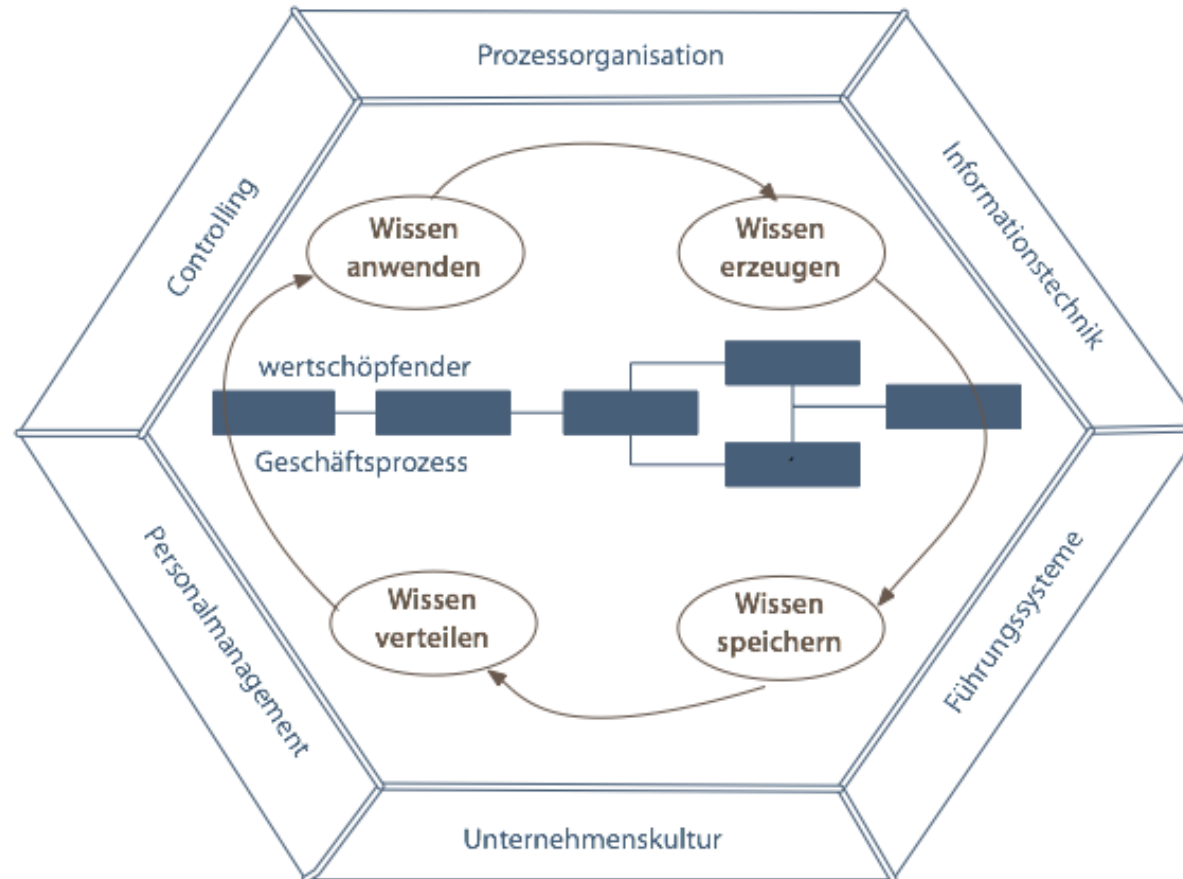 Prozessorganisation
Controlling
Informationstechnik
Wissen
anwenden
Wissen
erzeugen
wertschöpfender
Geschäftsprozess
Wissen
verteilen
Wissen
speichern
Personalmanagement
Führungssysteme
Unternehmenskultur